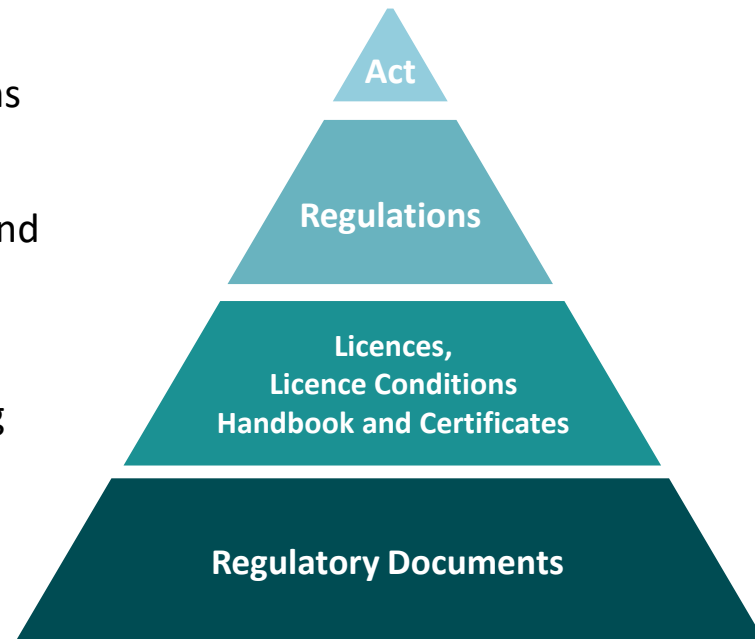 Act
Regulations
Licences,
Licence Conditions
Handbook and Certificates
Regulatory Documents